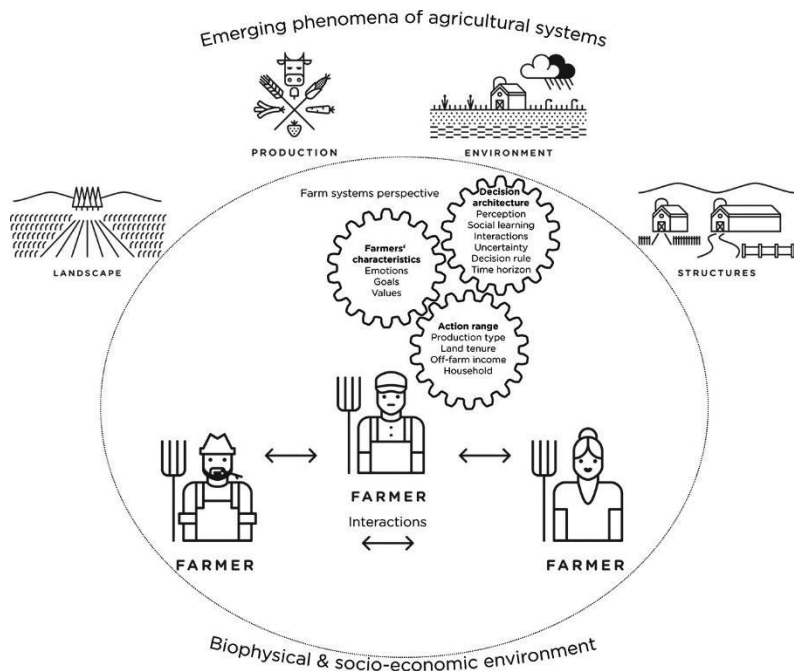 Emerging phenomena of agricultural systems
PRODUCTION
ENVIRONMENT
LANDSCAPE
STRUCTURES
Farm systems perspective
Decision
architecture
Perception
Social learning
Interactions
Uncertainty
Decision rule
Time horizon
Farmers‘
characteristics
Emotions
Goals
Values
Action range
Production type
Land tenure
Off-farm income
Household
FARMER
FARMER
FARMER
Interactions
Biophysical & socio-economic environment